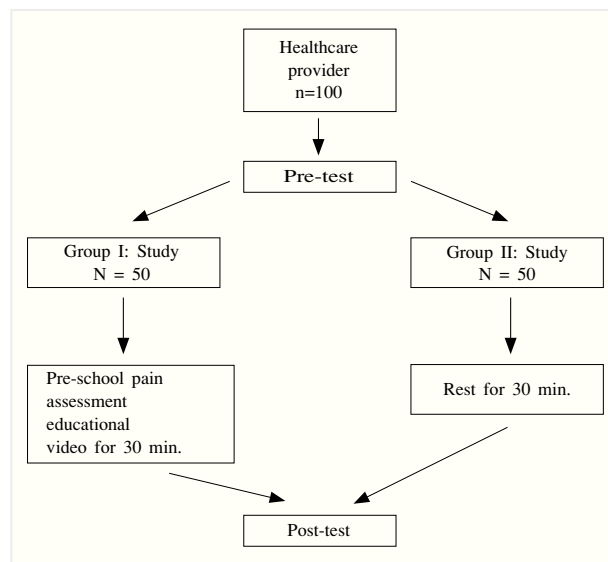 Healthcare
provider
n=100
Pre-test
Group I: Study
N = 50
Group II: Study
N = 50
Pre-school pain
assessment
educational
video for 30 min.
Rest for 30 min.
Post-test